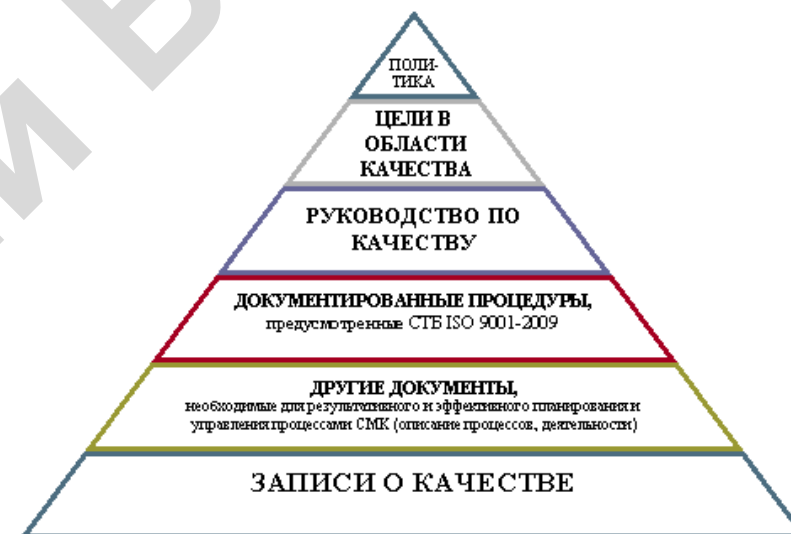 ПОЛИ-
ТИКА
ЦЕЛИ В
ОБЛАСТИ
КАЧЕСТВА
РУКОВОДСТВО ПО
КАЧЕСТВУ
ДОКУМЕНТИРОВАННЫЕ ПРОЦЕДУРЫ,
предусмотренные СТБ ISO 9001-2009
ДРУГИЕ ДОКУМЕНТЫ,
необходимые для результативного и эффективного планирования и
управления процессами СМК (описание процессов, деятельности)
ЗАПИСИ О КАЧЕСТВЕ